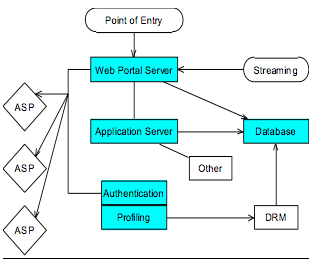 Point of Entry
Web Portal Server
Streaming
ASP
Application Server
Database
ASP
Other
Authentication
Profiling
DRM
ASP